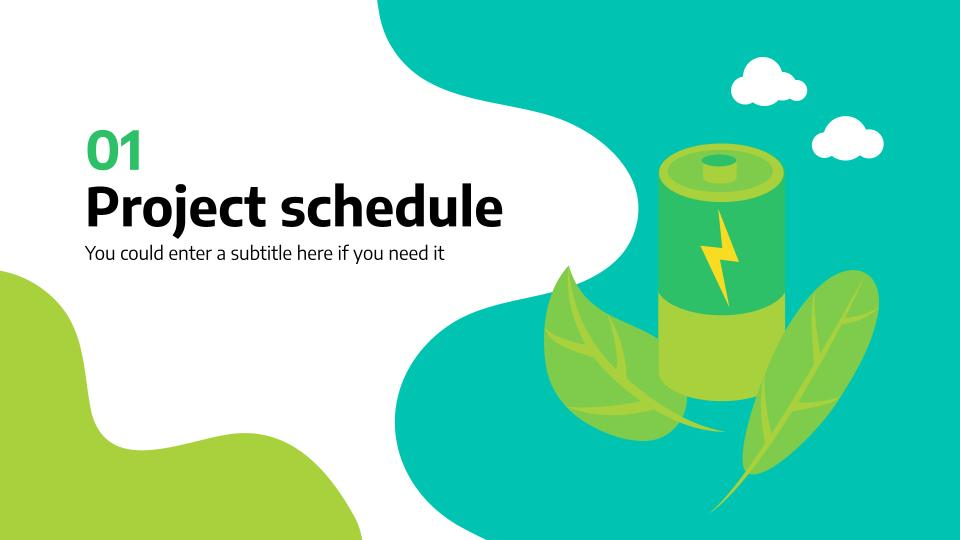 01
Project schedule
You could enter a subtitle here if you need it